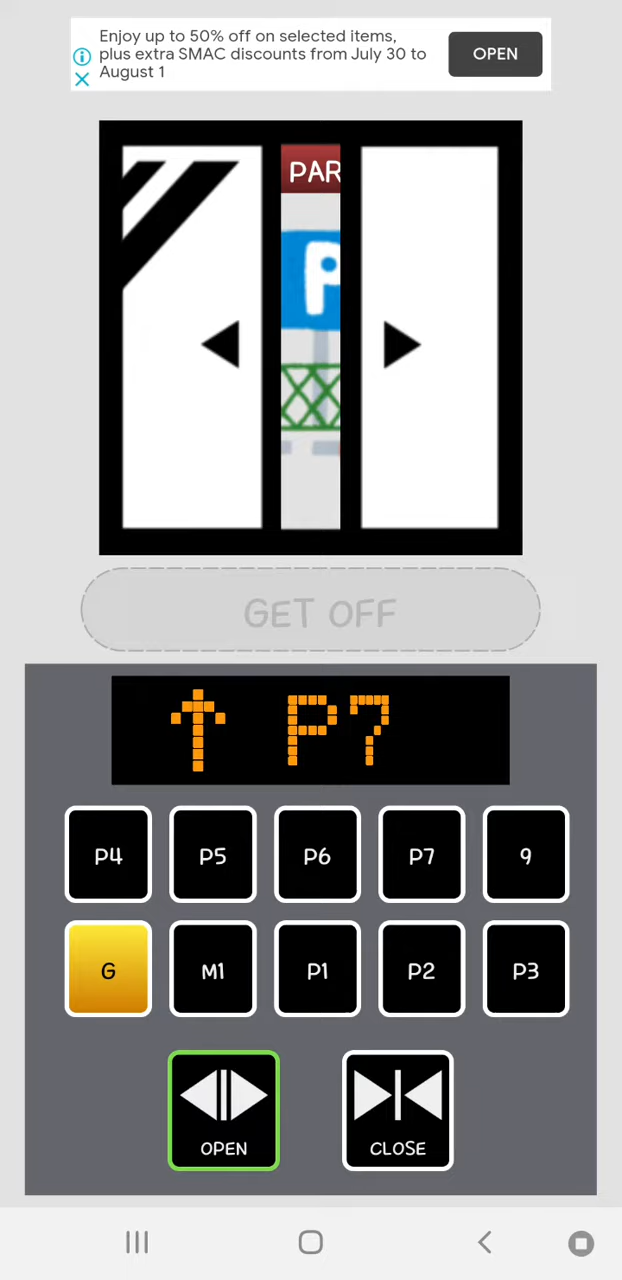 Enjoy up to 50% off on selected items,
plus extra SMAC discounts from July 30 to
August 1
OPEN
PAR
P
GET OFF
↑ P7
P4 P5 P6 P7 9
G M1 P1 P2 P3
OPEN CLOSE